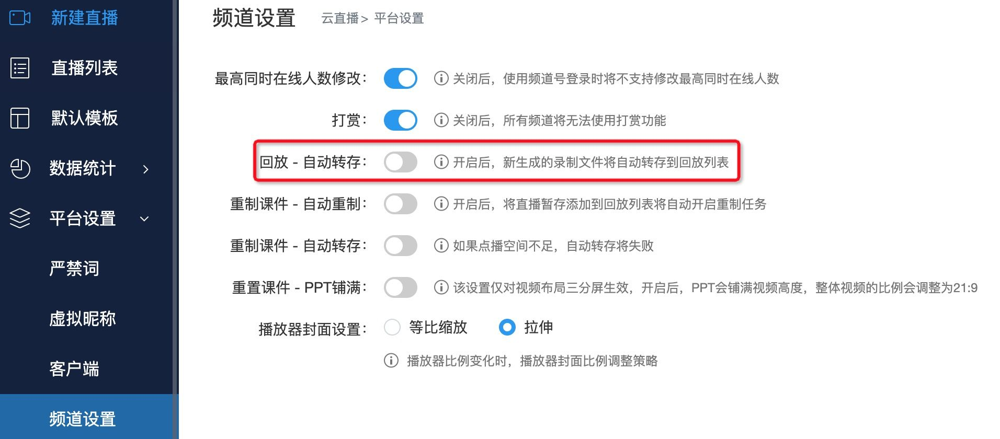 新建直播
直播列表
默认模板
数据统计
平台设置
严禁词
虚拟昵称
客户端
频道设置
频道设置 云直播> 平台设置
最高同时在线人数修改： 关闭后，使用频道号登录时将不支持修改最高同时在线人数
打赏： 关闭后，所有频道将无法使用打赏功能
回放 - 自动转存： 开启后，新生成的录制文件将自动转存到回放列表
重制课件 - 自动重制： 开启后，将直播暂存添加到回放列表将自动开启重制任务
重制课件 - 自动转存： 如果点播空间不足，自动转存将失败
重置课件 - PPT铺满： 该设置仅对视频布局三分屏生效，开启后，PPT会铺满视频高度，整体视频的比例会调整为21:9
播放器封面设置： 等比缩放 拉伸
播放器比例变化时，播放器封面比例调整策略